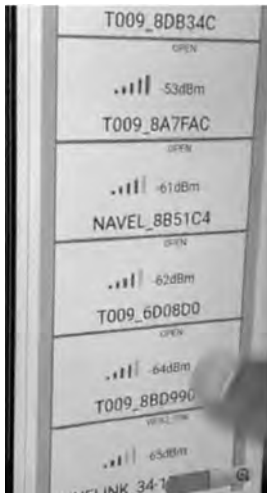 T009_8DB34C
OPEN
-53dBm
T009_8A7FAC
OPEN
-61dBm
NAVEL_8B51C4
OPEN
-62dBm
T009_6D08D0
OPEN
-64dBm
T009_8BD990
-65dBm